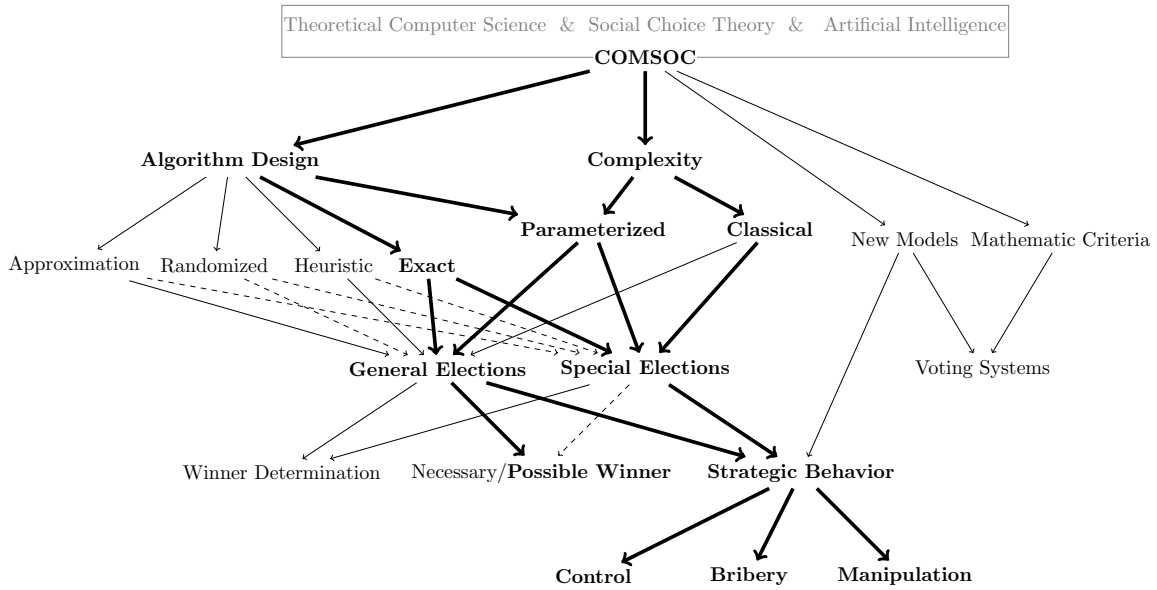 Theoretical Computer Science & Social Choice Theory & Artificial Intelligence
COMSOC
Algorithm Design
Complexity
Parameterized
Classical
New Models
Mathematic Criteria
Approximation
Randomized
Heuristic
Exact
General Elections
Special Elections
Voting Systems
Winner Determination
Necessary/Possible Winner
Strategic Behavior
Control
Bribery
Manipulation